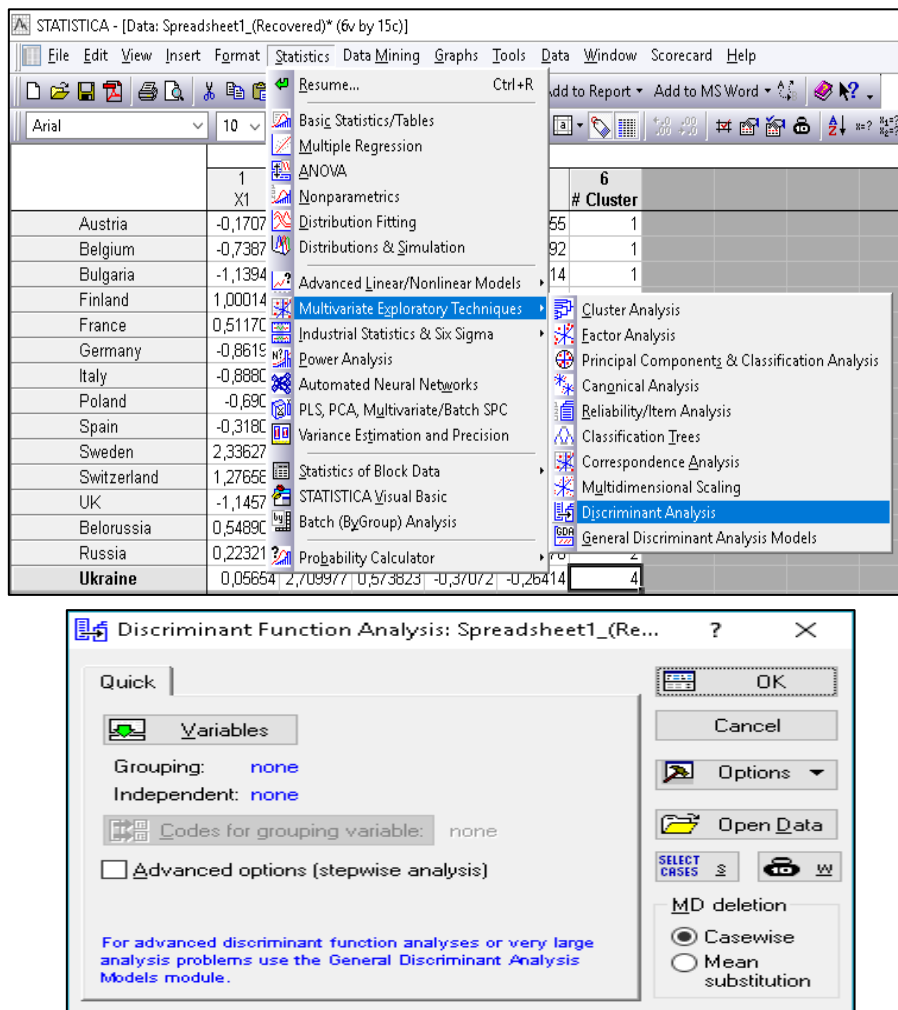 STATISTICA - [Data: Spreadsheet1_(Recovered)* (6v by 15c)]
File Edit View Insert Format Statistics Data Mining Graphs Tools Data Window Scorecard Help
Resume... Ctrl+R
Add to Report Add to MS Word
Arial 10
Basic Statistics/Tables
Multiple Regression
ANOVA
Nonparametrics
Distribution Fitting
Distributions & Simulation
Advanced Linear/Nonlinear Models
Multivariate Exploratory Techniques
Industrial Statistics & Six Sigma
Power Analysis
Automated Neural Networks
PLS, PCA, Multivariate/Batch SPC
Variance Estimation and Precision
Statistics of Block Data
STATISTICA Visual Basic
Batch (ByGroup) Analysis
Probability Calculator
Cluster Analysis
Factor Analysis
Principal Components & Classification Analysis
Canonical Analysis
Reliability/Item Analysis
Classification Trees
Correspondence Analysis
Multidimensional Scaling
Discriminant Analysis
General Discriminant Analysis Models
1 6
X1 # Cluster
Austria -0,1707 55 1
Belgium -0,7387 92 1
Bulgaria -1,1394 14 1
Finland 1,00014
France 0,51170
Germany -0,8619
Italy -0,8880
Poland -0,690
Spain -0,3180
Sweden 2,33627
Switzerland 1,27658
UK -1,1457
Belorussia 0,54890
Russia 0,22321 2
Ukraine 0,05654 2,709977 0,573823 -0,37072 -0,26414 4
Discriminant Function Analysis: Spreadsheet1_(Re... ? ×
Quick
OK
Variables
Cancel
Grouping: none
Options
Independent: none
Codes for grouping variable: none
Open Data
Advanced options (stepwise analysis)
SELECT CASES S W
MD deletion
Casewise
Mean substitution
For advanced discriminant function analyses or very large
analysis problems use the General Discriminant Analysis
Models module.